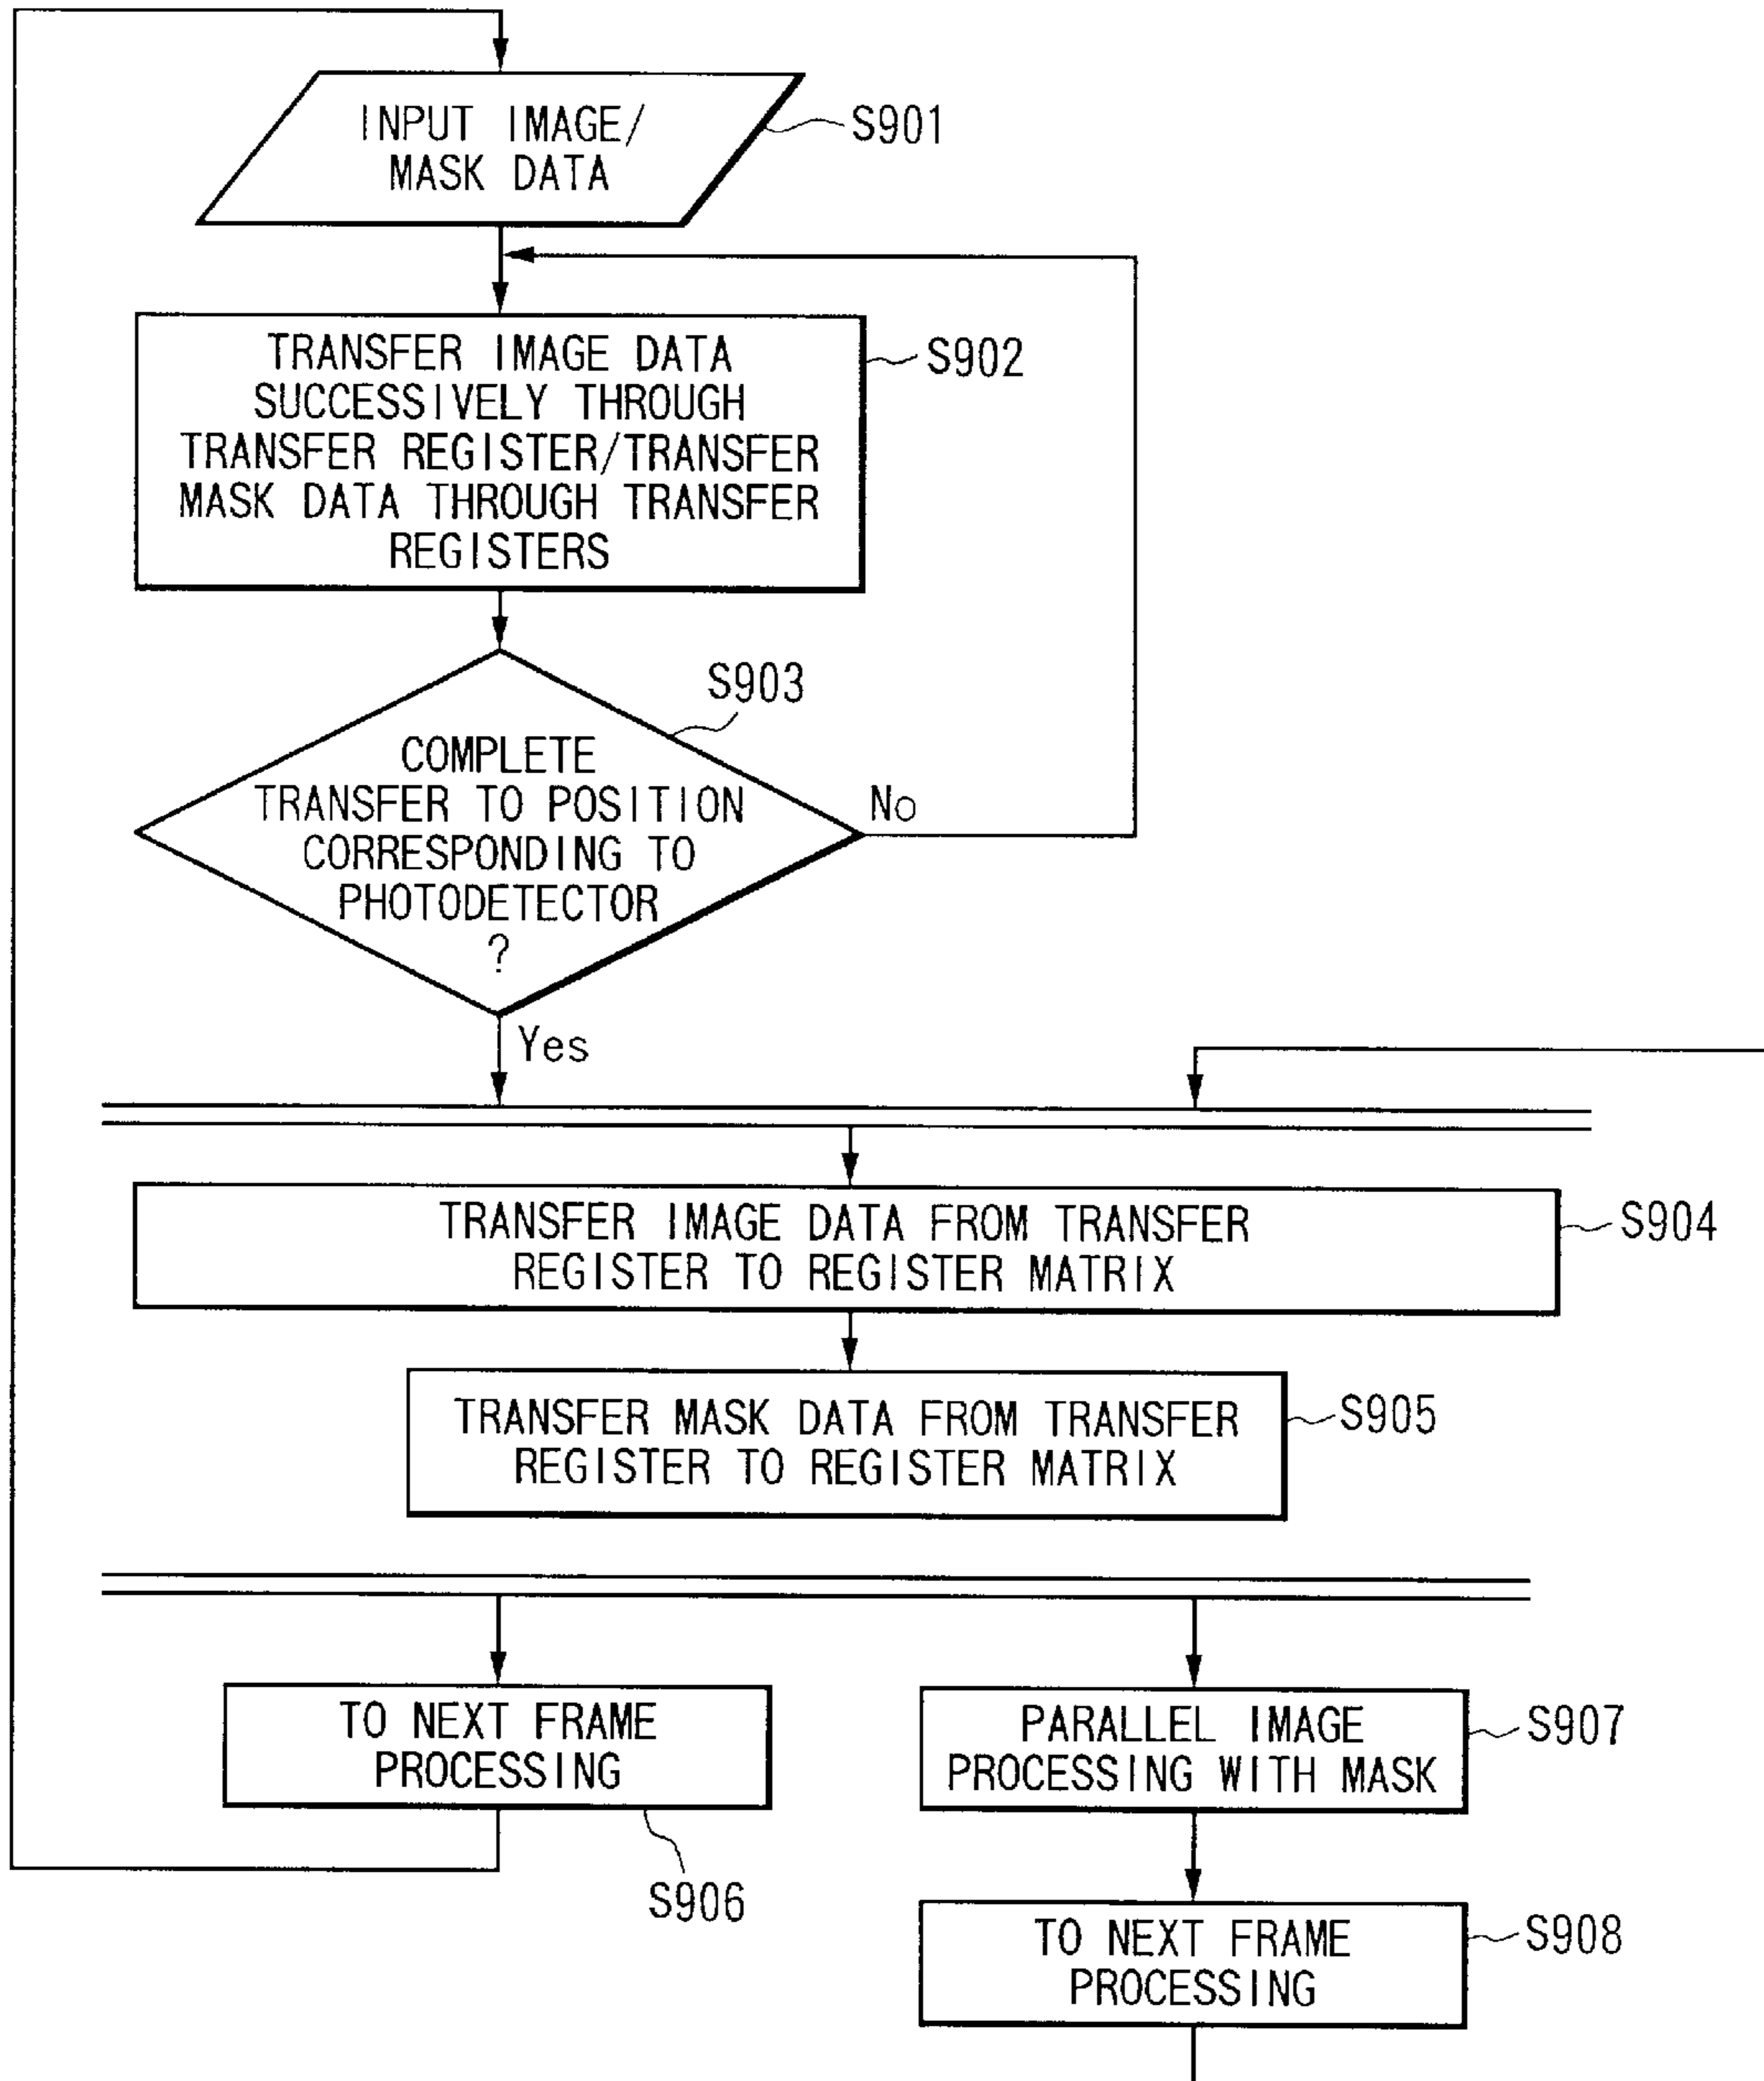 INPUT IMAGE/
MASK DATA
S901
TRANSFER IMAGE DATA
SUCCESSIVELY THROUGH
TRANSFER REGISTER/TRANSFER
MASK DATA THROUGH TRANSFER
REGISTERS
S902
S903
COMPLETE
TRANSFER TO POSITION
CORRESPONDING TO
PHOTODETECTOR
?
No
Yes
TRANSFER IMAGE DATA FROM TRANSFER
REGISTER TO REGISTER MATRIX
S904
TRANSFER MASK DATA FROM TRANSFER
REGISTER TO REGISTER MATRIX
S905
TO NEXT FRAME
PROCESSING
S906
PARALLEL IMAGE
PROCESSING WITH MASK
S907
TO NEXT FRAME
PROCESSING
S908